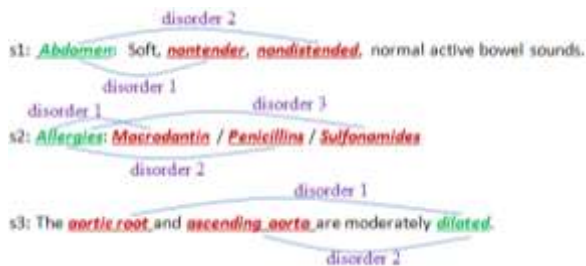 disorder 2
s1: Abdomen: Soft, nontender, nondistended, normal active bowel sounds.
disorder 1
disorder 1 disorder 3
s2: Allergies: Macrodantin / Penicillins / Sulfonamides
disorder 2
disorder 1
s3: The aortic root and ascending aorta are moderately dilated.
disorder 2